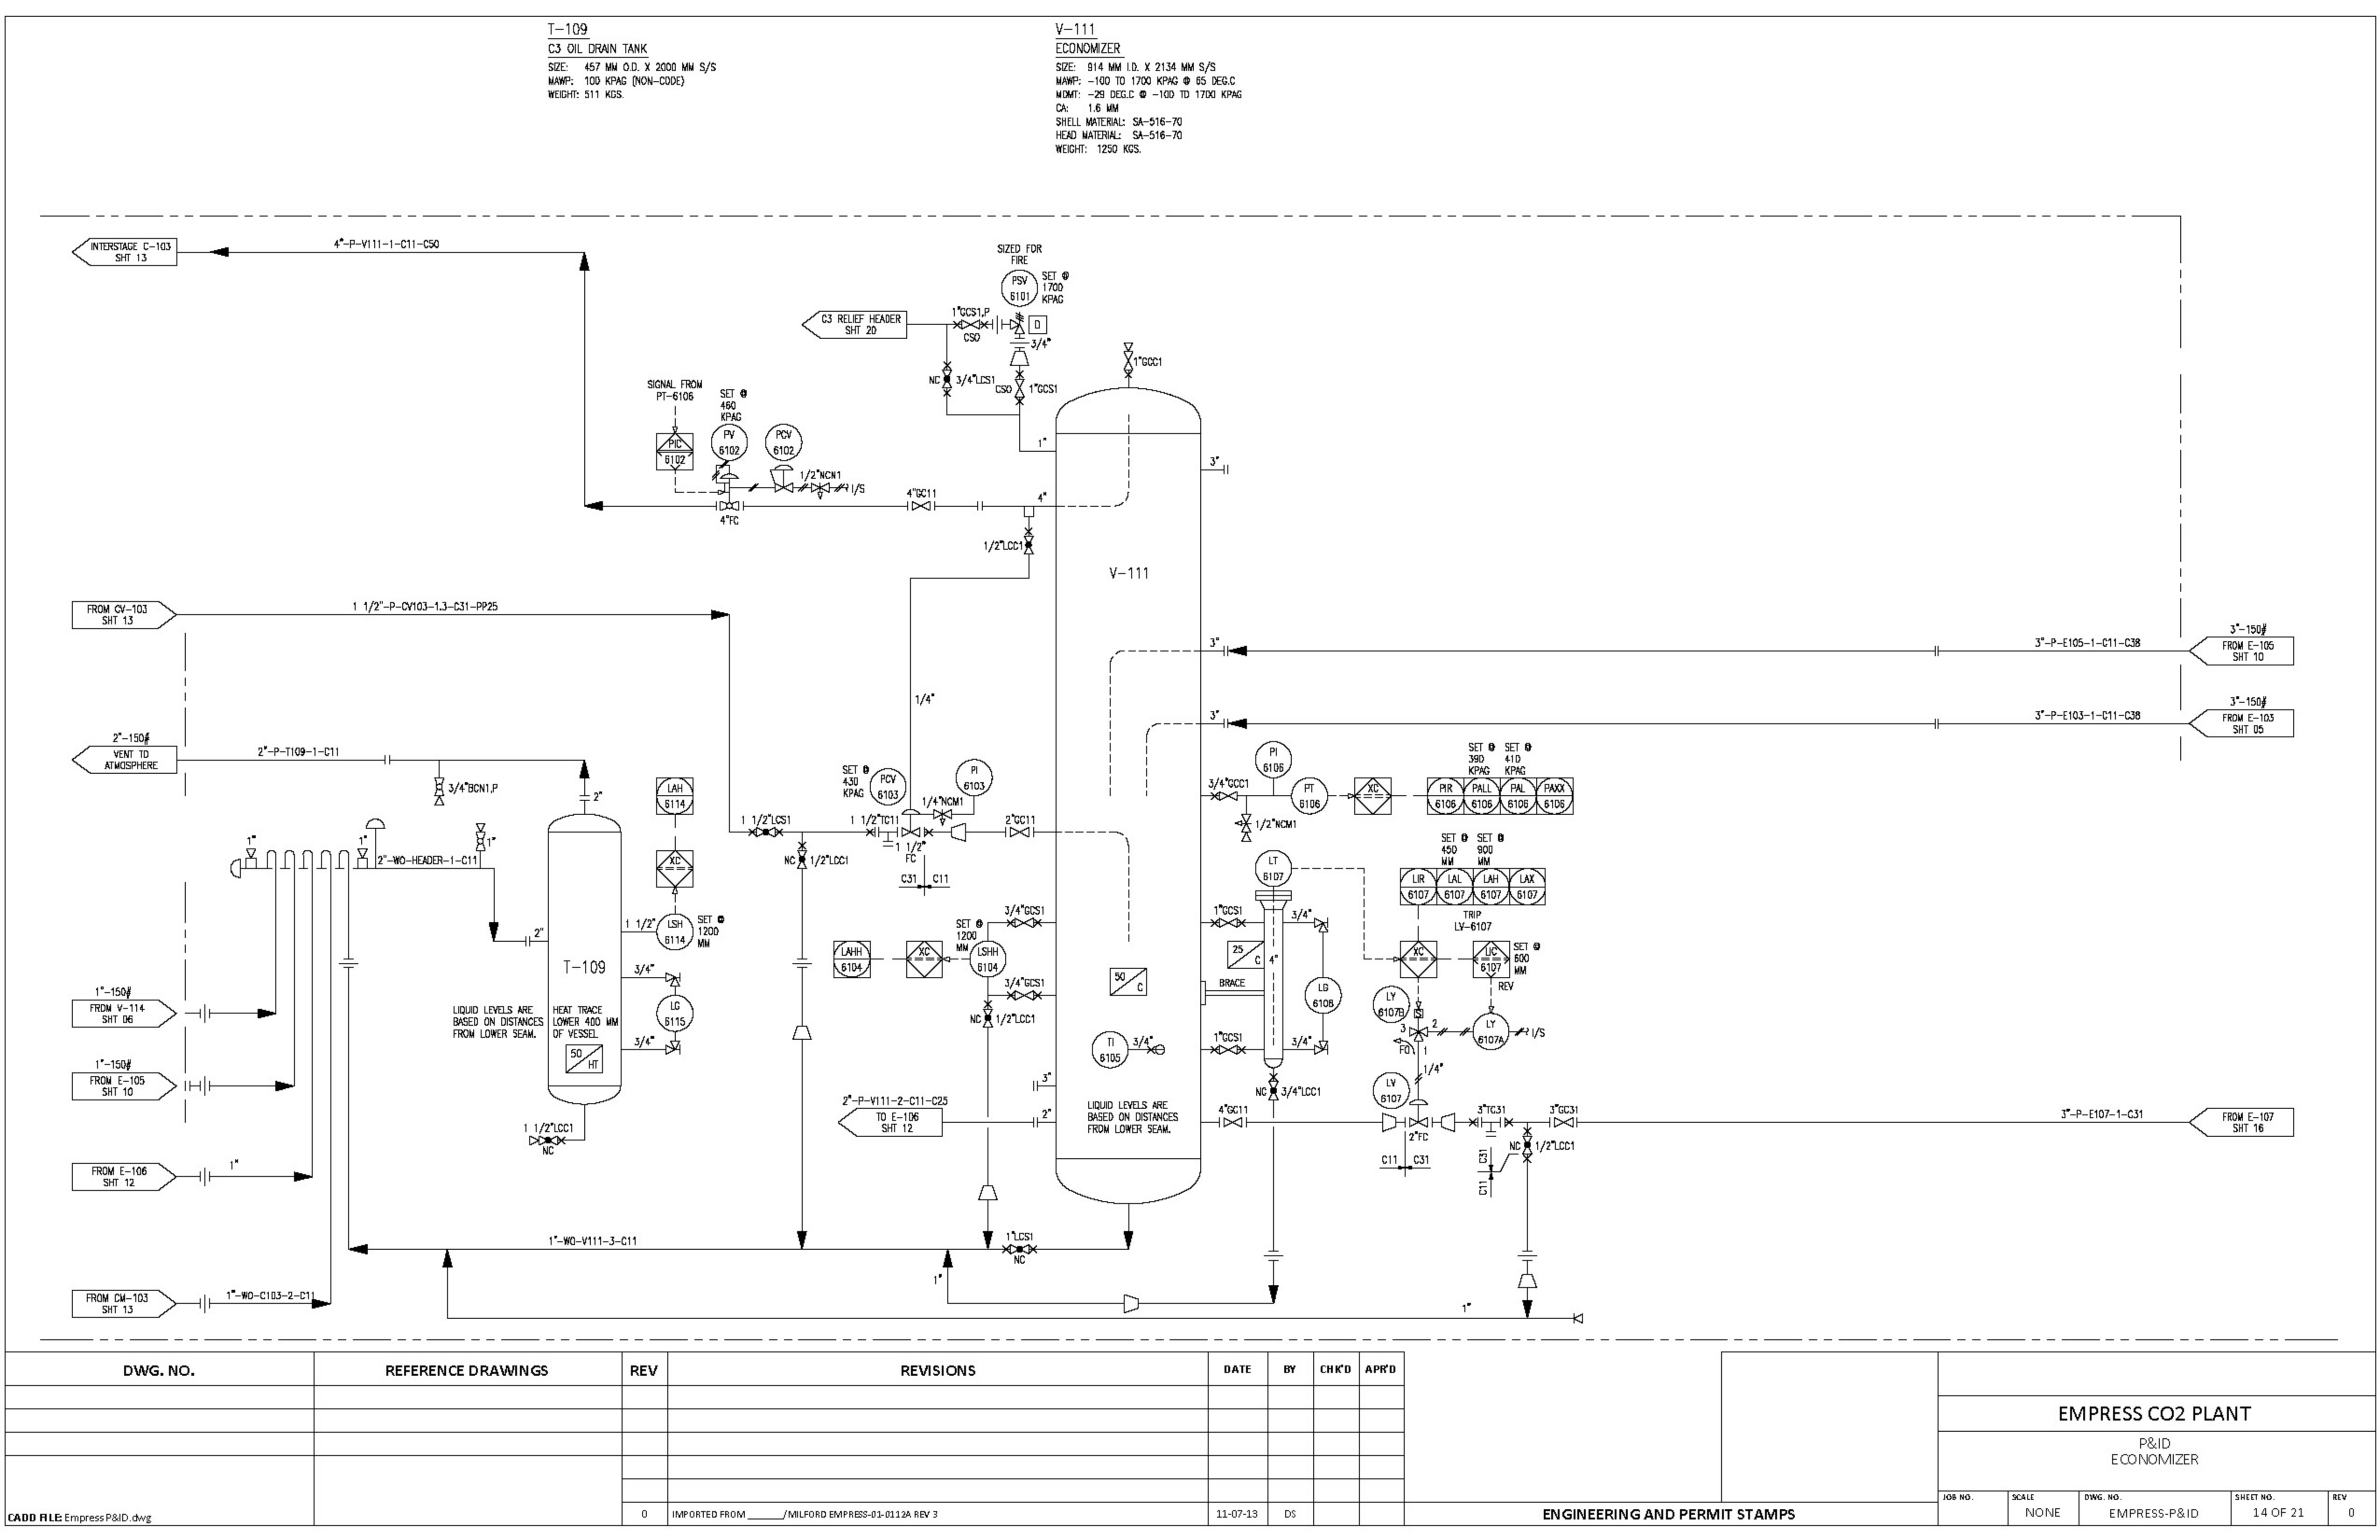 T-109
C3 OIL DRAIN TANK
SIZE: 457 MM O.D. X 2000 MM S/S
MAWP: 100 KPAG (NON-CODE)
WEIGHT: 511 KGS.
V-111
ECONOMIZER
SIZE: 914 MM I.D. X 2134 MM S/S
MAWP: -100 TO 1700 KPAG @ 65 DEG.C
MDMT: -29 DEG.C @ -100 TO 1700 KPAG
CA: 1.6 MM
SHELL MATERIAL: SA-516-70
HEAD MATERIAL: SA-516-70
WEIGHT: 1250 KGS.
INTERSTAGE C-103
SHT 13
4"-P-V111-1-C11-C50
SIZED FOR
FIRE
PSV
6101
SET @
1700
KPAG
C3 RELIEF HEADER
SHT 20
1"GCS1,P
CSO
D
3/4"
NC
3/4"LCS1
CSO
1"GCS1
1"GCC1
1"
SIGNAL FROM
PT-6106
SET @
460
KPAG
PIC
6102
PV
6102
PCV
6102
1/2"NCN1
I/S
4"FC
4"GC11
4"
3"
1/2"LCC1
V-111
FROM CV-103
SHT 13
1 1/2"-P-CV103-1.3-C31-PP25
3"
3"-P-E105-1-C11-C38
3"-150#
FROM E-105
SHT 10
1/4"
3"
3"-P-E103-1-C11-C38
3"-150#
FROM E-103
SHT 05
2"-150#
VENT TO
ATMOSPHERE
2"-P-T109-1-C11
3/4"BCN1,P
2"
LAH
6114
SET @
430
KPAG
PCV
6103
PI
6103
1/4"NCM1
1 1/2"LCS1
1 1/2"TC11
2"GC11
1 1/2"
FC
C31
C11
NC
1/2"LCC1
PI
6106
3/4"GCC1
PT
6106
1/2"NCM1
XC
SET @
390
KPAG
SET @
410
KPAG
PIR
6106
PALL
6106
PAL
6106
PAXX
6106
1"
1"
1"
2"-WO-HEADER-1-C11
XC
LSH
6114
1 1/2"
SET @
1200
MM
2"
T-109
3/4"
LG
6115
3/4"
LIQUID LEVELS ARE
BASED ON DISTANCES
FROM LOWER SEAM.
HEAT TRACE
LOWER 400 MM
OF VESSEL
50
HT
1 1/2"LCC1
NC
LT
6107
SET @
450
MM
SET @
900
MM
LIR
6107
LAL
6107
LAH
6107
LAX
6107
TRIP
LV-6107
LAHH
6104
XC
SET @
1200
MM
LSHH
6104
3/4"GCS1
3/4"GCS1
NC
1/2"LCC1
1"GCS1
3/4"
25
C
4"
BRACE
LG
6108
1"GCS1
3/4"
NC
3/4"LCC1
50
C
TI
6105
3/4"
LIQUID LEVELS ARE
BASED ON DISTANCES
FROM LOWER SEAM.
XC
LIC
6107
SET @
600
MM
REV
LY
6107B
S
3
2
1
FO
LY
6107A
I/S
1/4"
LV
6107
2"FC
4"GC11
C11
C31
3"TC31
3"GC31
NC
1/2"LCC1
C11
C31
3"-P-E107-1-C31
FROM E-107
SHT 16
3"
2"
2"-P-V111-2-C11-C25
TO E-106
SHT 12
1"-150#
FROM V-114
SHT 06
1"-150#
FROM E-105
SHT 10
FROM E-106
SHT 12
1"
FROM CM-103
SHT 13
1"-WO-C103-2-C11
1"-WO-V111-3-C11
1"LCS1
NC
1"
1"
DWG. NO.
REFERENCE DRAWINGS
REV
REVISIONS
DATE
BY
CHK'D
APR'D
0
IMPORTED FROM ______/MILFORD EMPRESS-01-0112A REV 3
11-07-13
DS
CADD FILE: Empress P&ID.dwg
ENGINEERING AND PERMIT STAMPS
EMPRESS CO2 PLANT
P&ID
ECONOMIZER
JOB NO.
SCALE
NONE
DWG. NO.
EMPRESS-P&ID
SHEET NO.
14 OF 21
REV
0